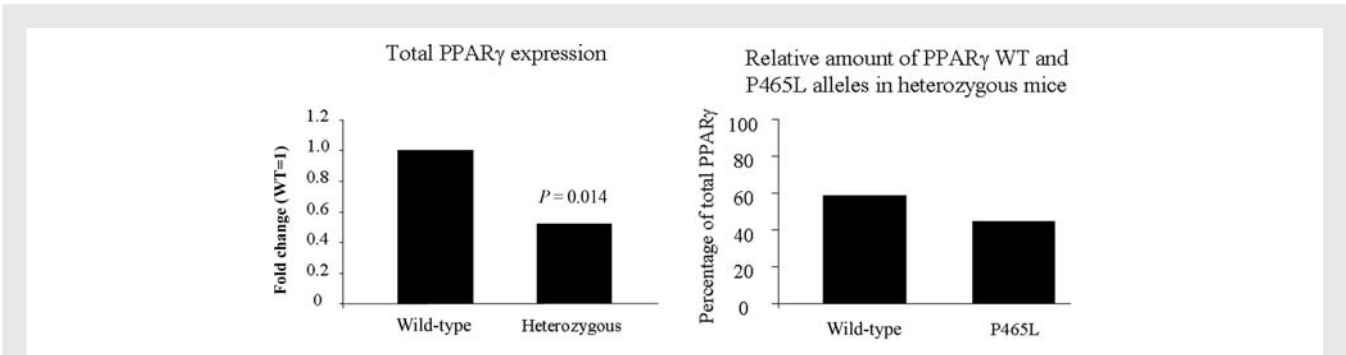 Total PPARγ expression
Fold change (WT=1)
1.2
1.0
0.8
0.6
0.4
0.2
0
P = 0.014
Wild-type Heterozygous
Relative amount of PPARγ WT and
P465L alleles in heterozygous mice
Percentage of total PPARγ
100
80
60
40
20
0
Wild-type P465L